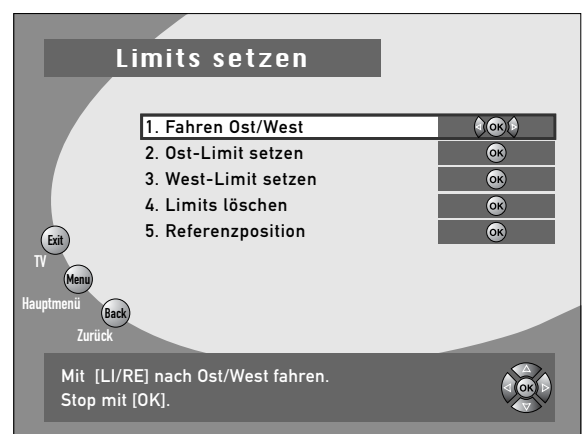 Limits setzen
1. Fahren Ost/West OK
2. Ost-Limit setzen OK
3. West-Limit setzen OK
4. Limits löschen OK
5. Referenzposition OK
Exit
TV
Menu
Hauptmenü
Back
Zurück
Mit [LI/RE] nach Ost/West fahren.
Stop mit [OK].
OK